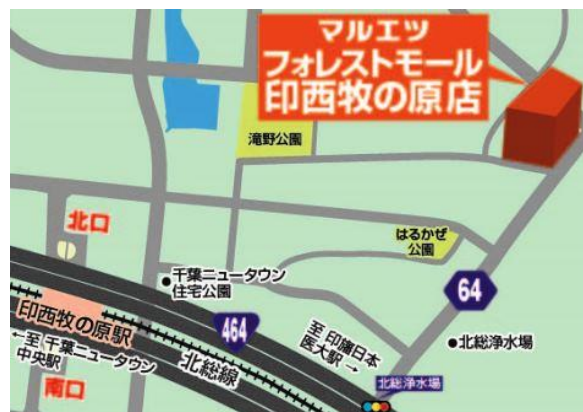 マルエツ
フォレストモール
印西牧の原店
滝野公園
北口
はるかぜ
公園
千葉ニュータウン
住宅公園
64
464
印西牧の原駅
北総線
至 印旛日本
医大駅→
北総浄水場
←至 千葉ニュータウン
中央駅
南口
北総浄水場